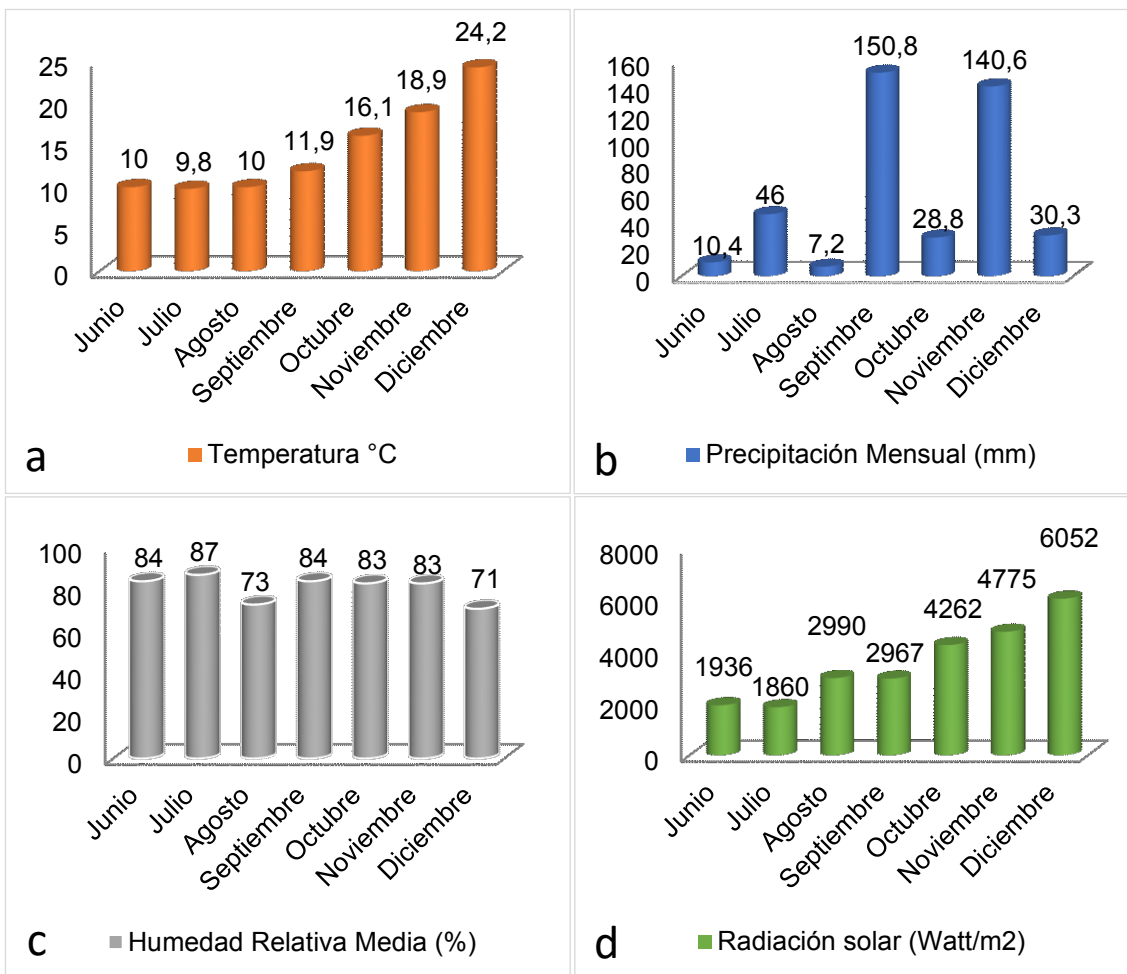 24,2
25
18,9
20
16,1
15
11,9
10
9,8
10
10
5
0
Junio
Julio
Agosto
Septiembre
Octubre
Noviembre
Diciembre
a
Temperatura °C
160
150,8
140,6
140
120
100
80
60
46
40
28,8
30,3
20
10,4
7,2
0
Junio
Julio
Agosto
Septimbre
Octubre
Noviembre
Diciembre
b
Precipitación Mensual (mm)
100
84
87
73
84
83
83
71
80
60
40
20
0
Junio
Julio
Agosto
Septiembre
Octubre
Noviembre
Diciembre
c
Humedad Relativa Media (%)
8000
6052
4775
6000
4262
2990
2967
4000
1936
1860
2000
0
Junio
Julio
Agosto
Septiembre
Octubre
Noviembre
Diciembre
d
Radiación solar (Watt/m2)